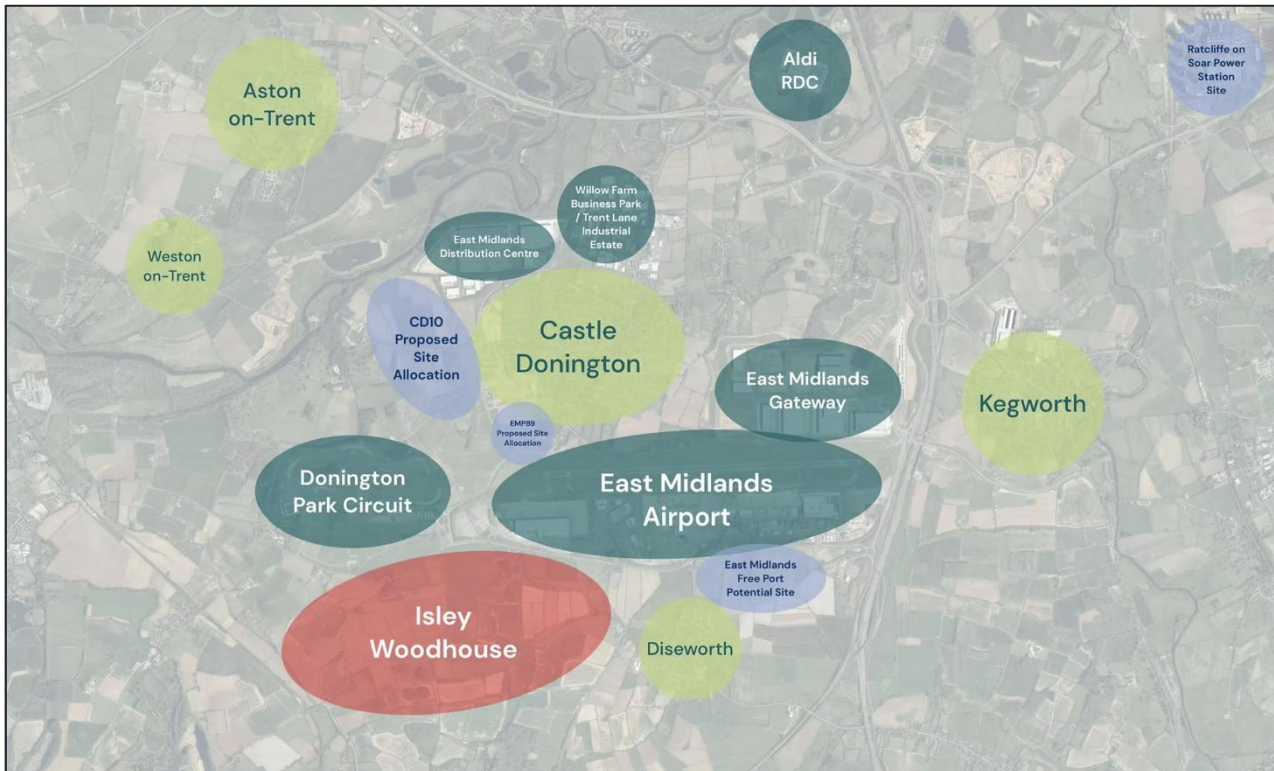 Aston
on-Trent
Aldi
RDC
Ratcliffe on
Soar Power
Station
Site
Willow Farm
Business Park
/ Trent Lane
Industrial
Estate
East Midlands
Distribution Centre
Weston
on-Trent
CD10
Proposed
Site
Allocation
Castle
Donington
East Midlands
Gateway
Kegworth
EMP89
Proposed Site
Allocation
Donington
Park Circuit
East Midlands
Airport
East Midlands
Free Port
Potential Site
Isley
Woodhouse
Diseworth